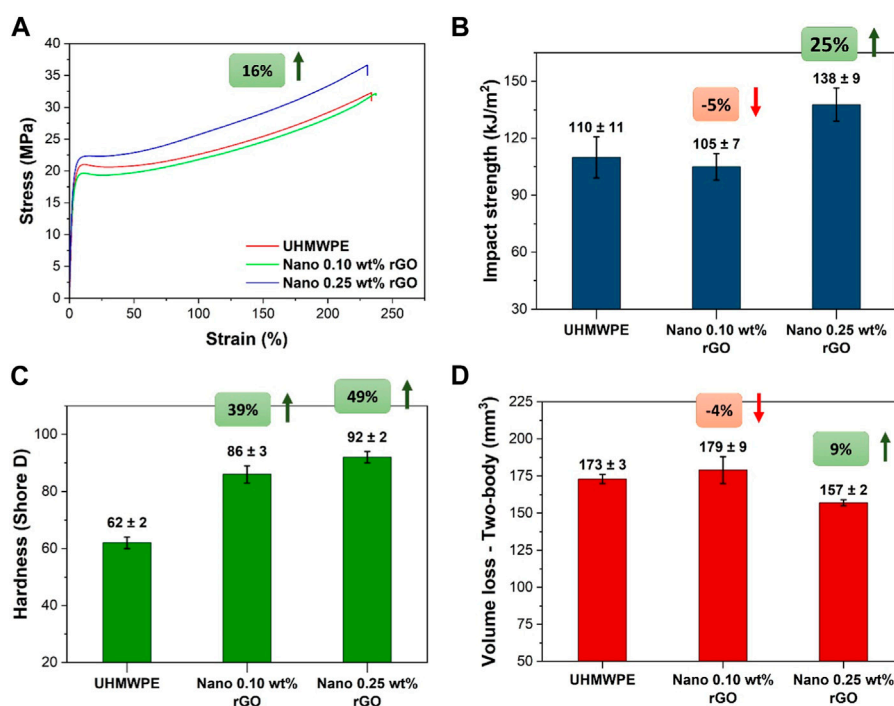 A
16%
40
35
30
25
20
15
10
5
0
Stress (MPa)
UHMWPE
Nano 0.10 wt% rGO
Nano 0.25 wt% rGO
0 50 100 150 200 250
Strain (%)
B
25%
-5%
150
120
90
60
30
Impact strength (kJ/m²)
110 ± 11
105 ± 7
138 ± 9
UHMWPE
Nano 0.10 wt%
rGO
Nano 0.25 wt%
rGO
C
39%
49%
100
80
60
40
20
Hardness (Shore D)
62 ± 2
86 ± 3
92 ± 2
UHMWPE
Nano 0.10 wt%
rGO
Nano 0.25 wt%
rGO
D
-4%
9%
225
200
175
150
125
100
75
50
Volume loss - Two-body (mm³)
173 ± 3
179 ± 9
157 ± 2
UHMWPE
Nano 0.10 wt%
rGO
Nano 0.25 wt%
rGO